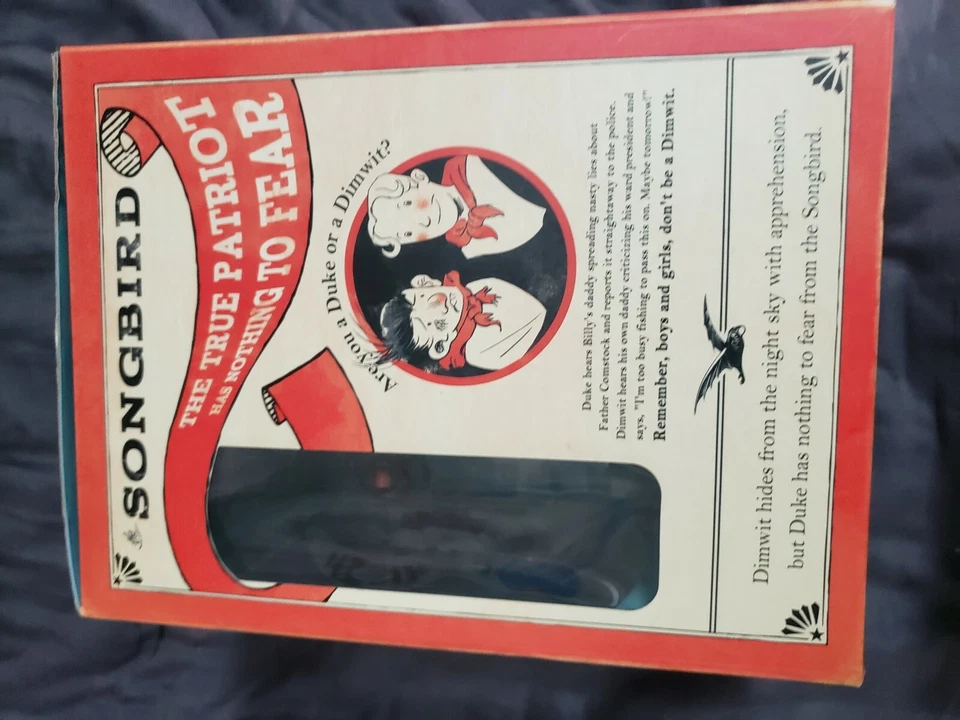 the SONGBIRD
THE TRUE PATRIOT
HAS NOTHING TO FEAR
Are you a Duke or a Dimwit?
Duke hears Billy's daddy spreading nasty lies about
Father Comstock and reports it straightaway to the police.
Dimwit hears his own daddy criticizing his ward president and
says, "I'm too busy fishing to pass this on. Maybe tomorrow!"
Remember, boys and girls, don't be a Dimwit.
Dimwit hides from the night sky with apprehension,
but Duke has nothing to fear from the Songbird.